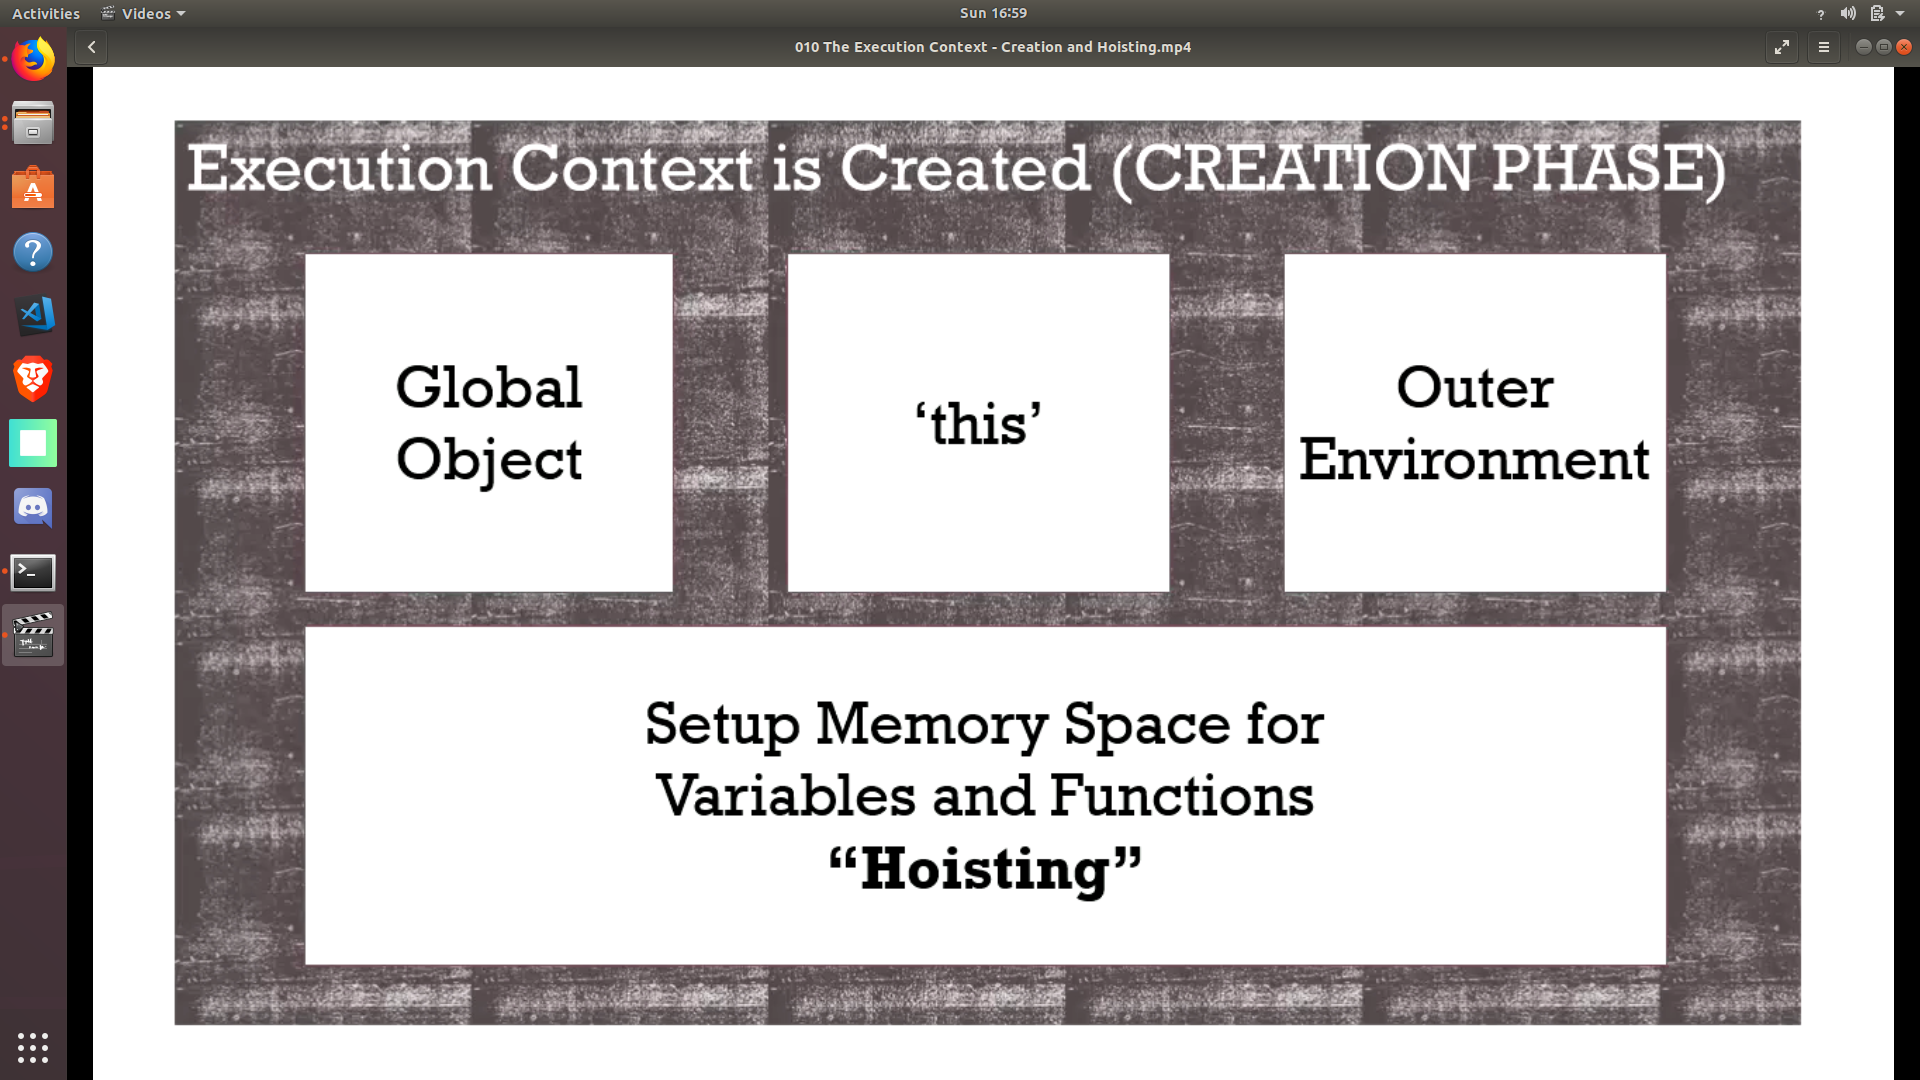 Activities
Videos
Sun 16:59
010 The Execution Context - Creation and Hoisting.mp4
Execution Context is Created (CREATION PHASE)
Global
Object
‘this’
Outer
Environment
Setup Memory Space for
Variables and Functions
“Hoisting”